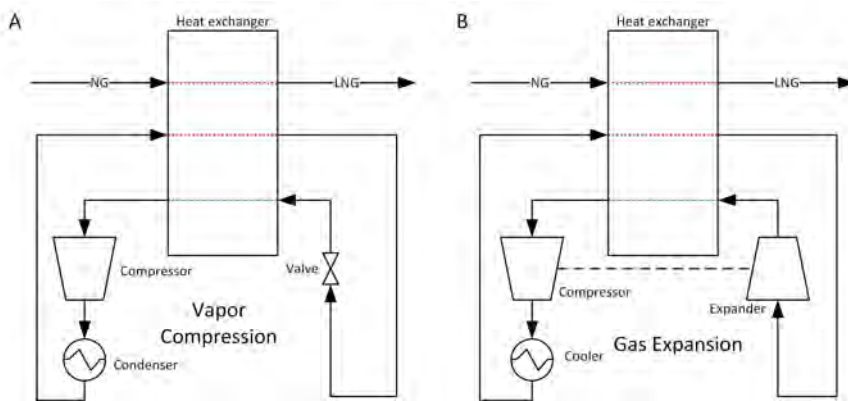 A
Heat exchanger
NG
LNG
Compressor
Valve
Vapor
Compression
Condenser
B
Heat exchanger
NG
LNG
Compressor
Expander
Gas Expansion
Cooler